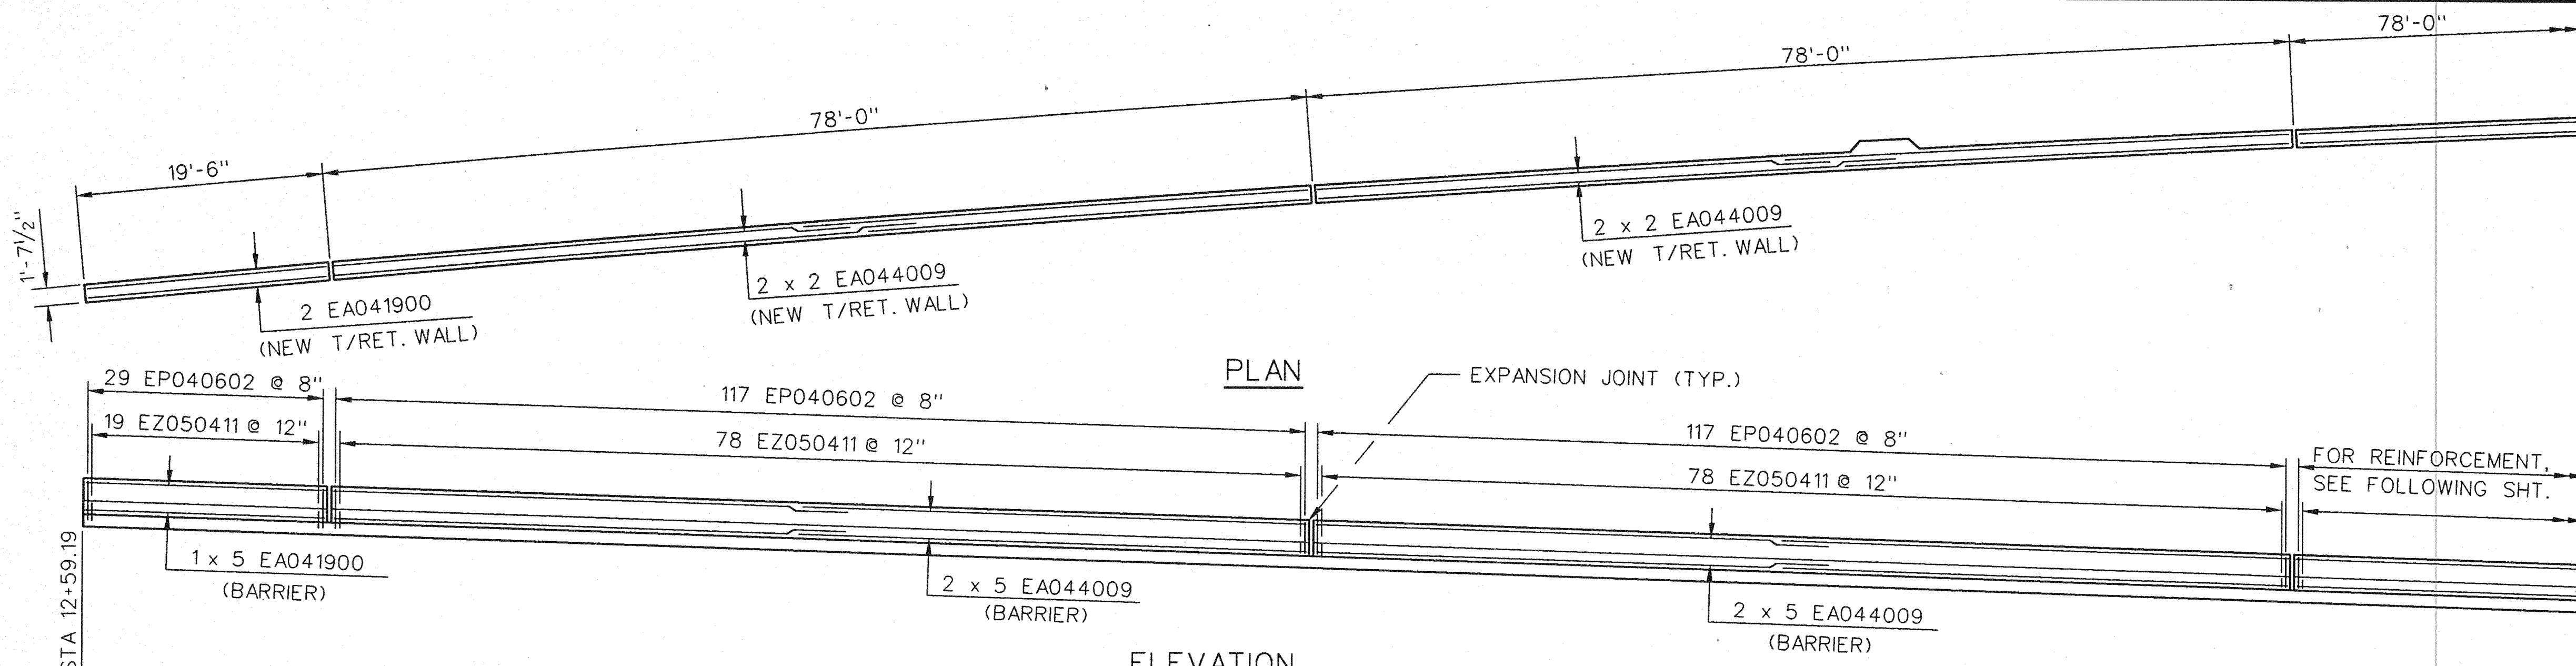 78'-0"
78'-0"
78'-0"
19'-6"
1'-7½"
2 EA041900
(NEW T/RET. WALL)
2 x 2 EA044009
(NEW T/RET. WALL)
2 x 2 EA044009
(NEW T/RET. WALL)
PLAN
EXPANSION JOINT (TYP.)
29 EP040602 @ 8"
19 EZ050411 @ 12"
117 EP040602 @ 8"
78 EZ050411 @ 12"
117 EP040602 @ 8"
78 EZ050411 @ 12"
FOR REINFORCEMENT,
SEE FOLLOWING SHT.
1 x 5 EA041900
(BARRIER)
2 x 5 EA044009
(BARRIER)
2 x 5 EA044009
(BARRIER)
STA 12+59.19
ELEVATION